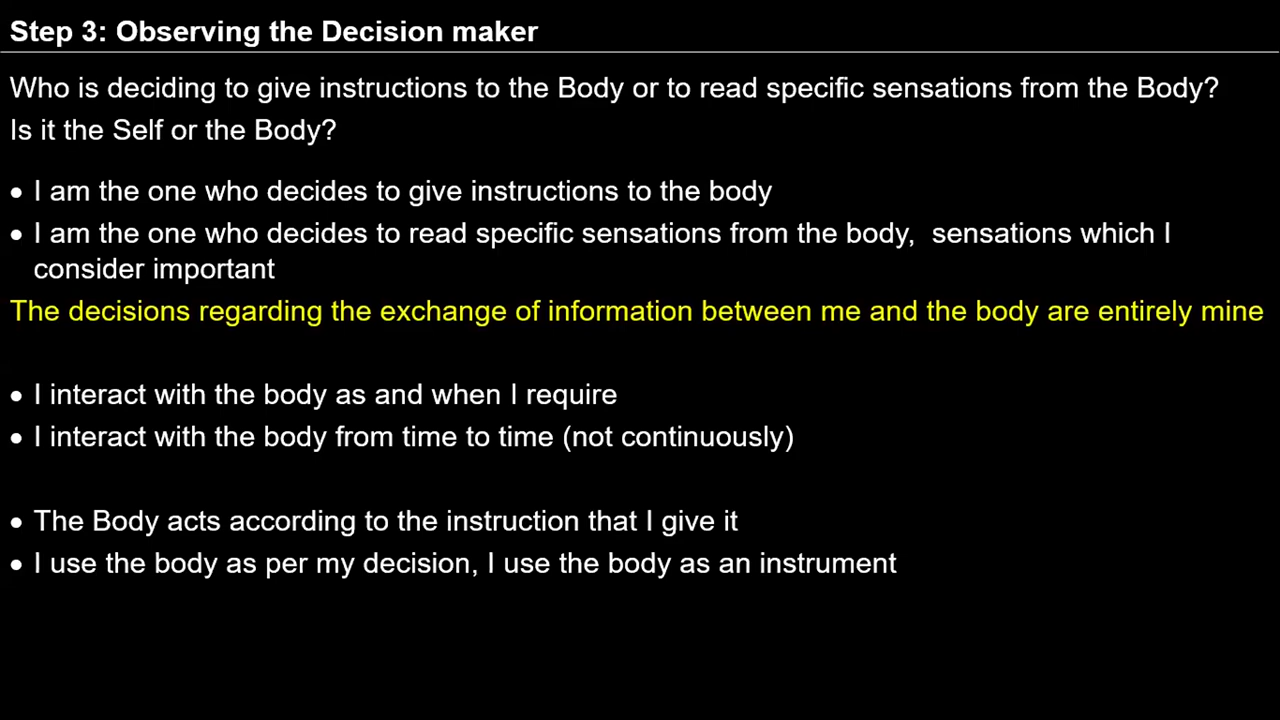 Step 3: Observing the Decision maker
Who is deciding to give instructions to the Body or to read specific sensations from the Body?
Is it the Self or the Body?
• I am the one who decides to give instructions to the body
• I am the one who decides to read specific sensations from the body,  sensations which I
consider important
The decisions regarding the exchange of information between me and the body are entirely mine
• I interact with the body as and when I require
• I interact with the body from time to time (not continuously)
• The Body acts according to the instruction that I give it
• I use the body as per my decision, I use the body as an instrument